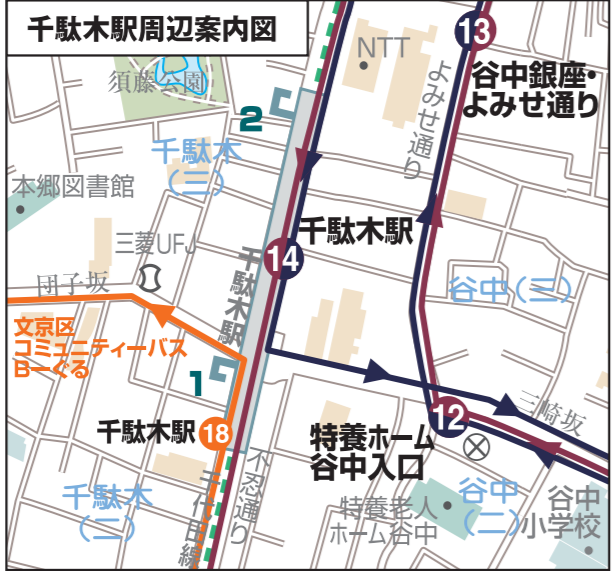 千駄木駅周辺案内図
NTT
13
谷中銀座・
よみせ通り
よみせ通り
須藤公園
2
千駄木
（三）
本郷図書館
三菱UFJ
団子坂
千駄木駅
14
千駄木駅
谷中（三）
文京区
コミュニティーバス
Bーぐる
1
千駄木駅
18
12
三崎坂
特養ホーム
谷中入口
不忍通り
千代田線
千駄木
（二）
特養老人
ホーム谷中
谷中
（二）
谷中
小学校